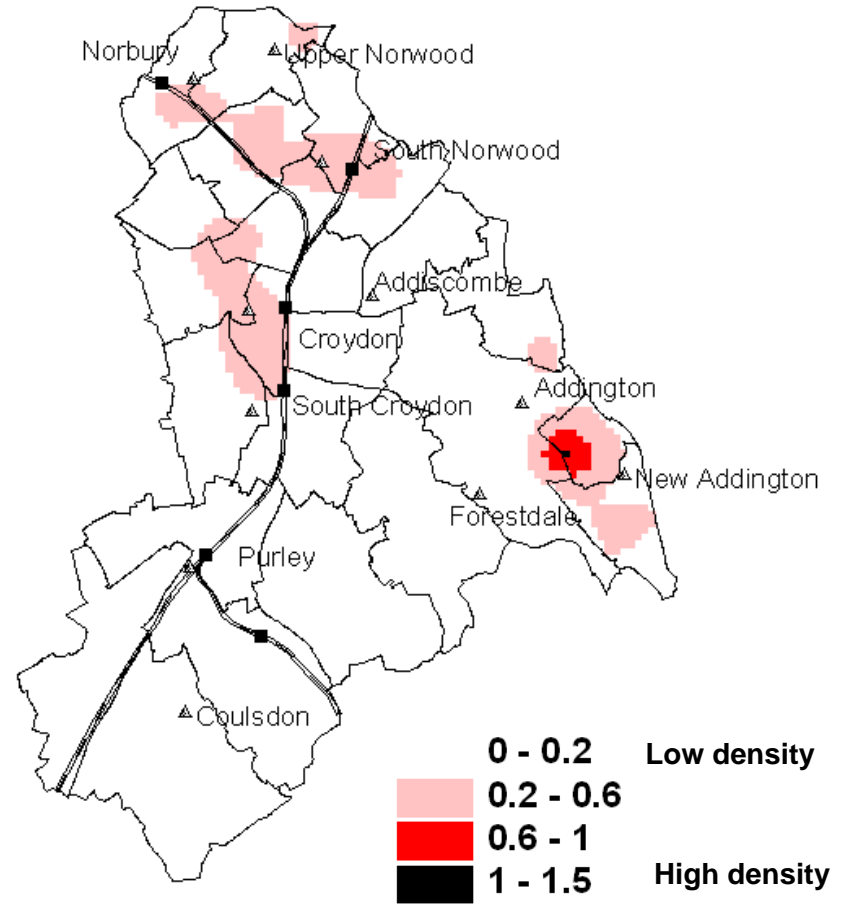 Norbury
Upper Norwood
South Norwood
Addiscombe
Croydon
Addington
South Croydon
New Addington
Forestdale
Purley
Coulsdon
0 - 0.2 Low density
0.2 - 0.6
0.6 - 1
1 - 1.5 High density